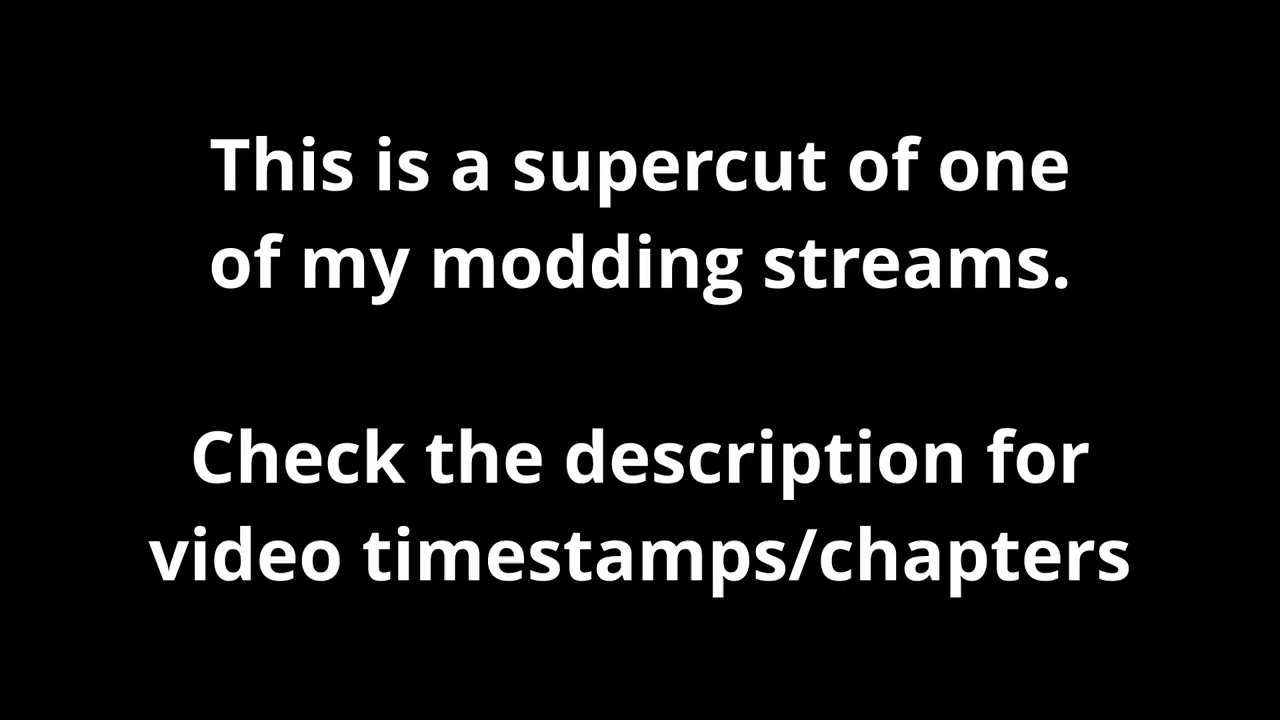 This is a supercut of one
of my modding streams.
Check the description for
video timestamps/chapters